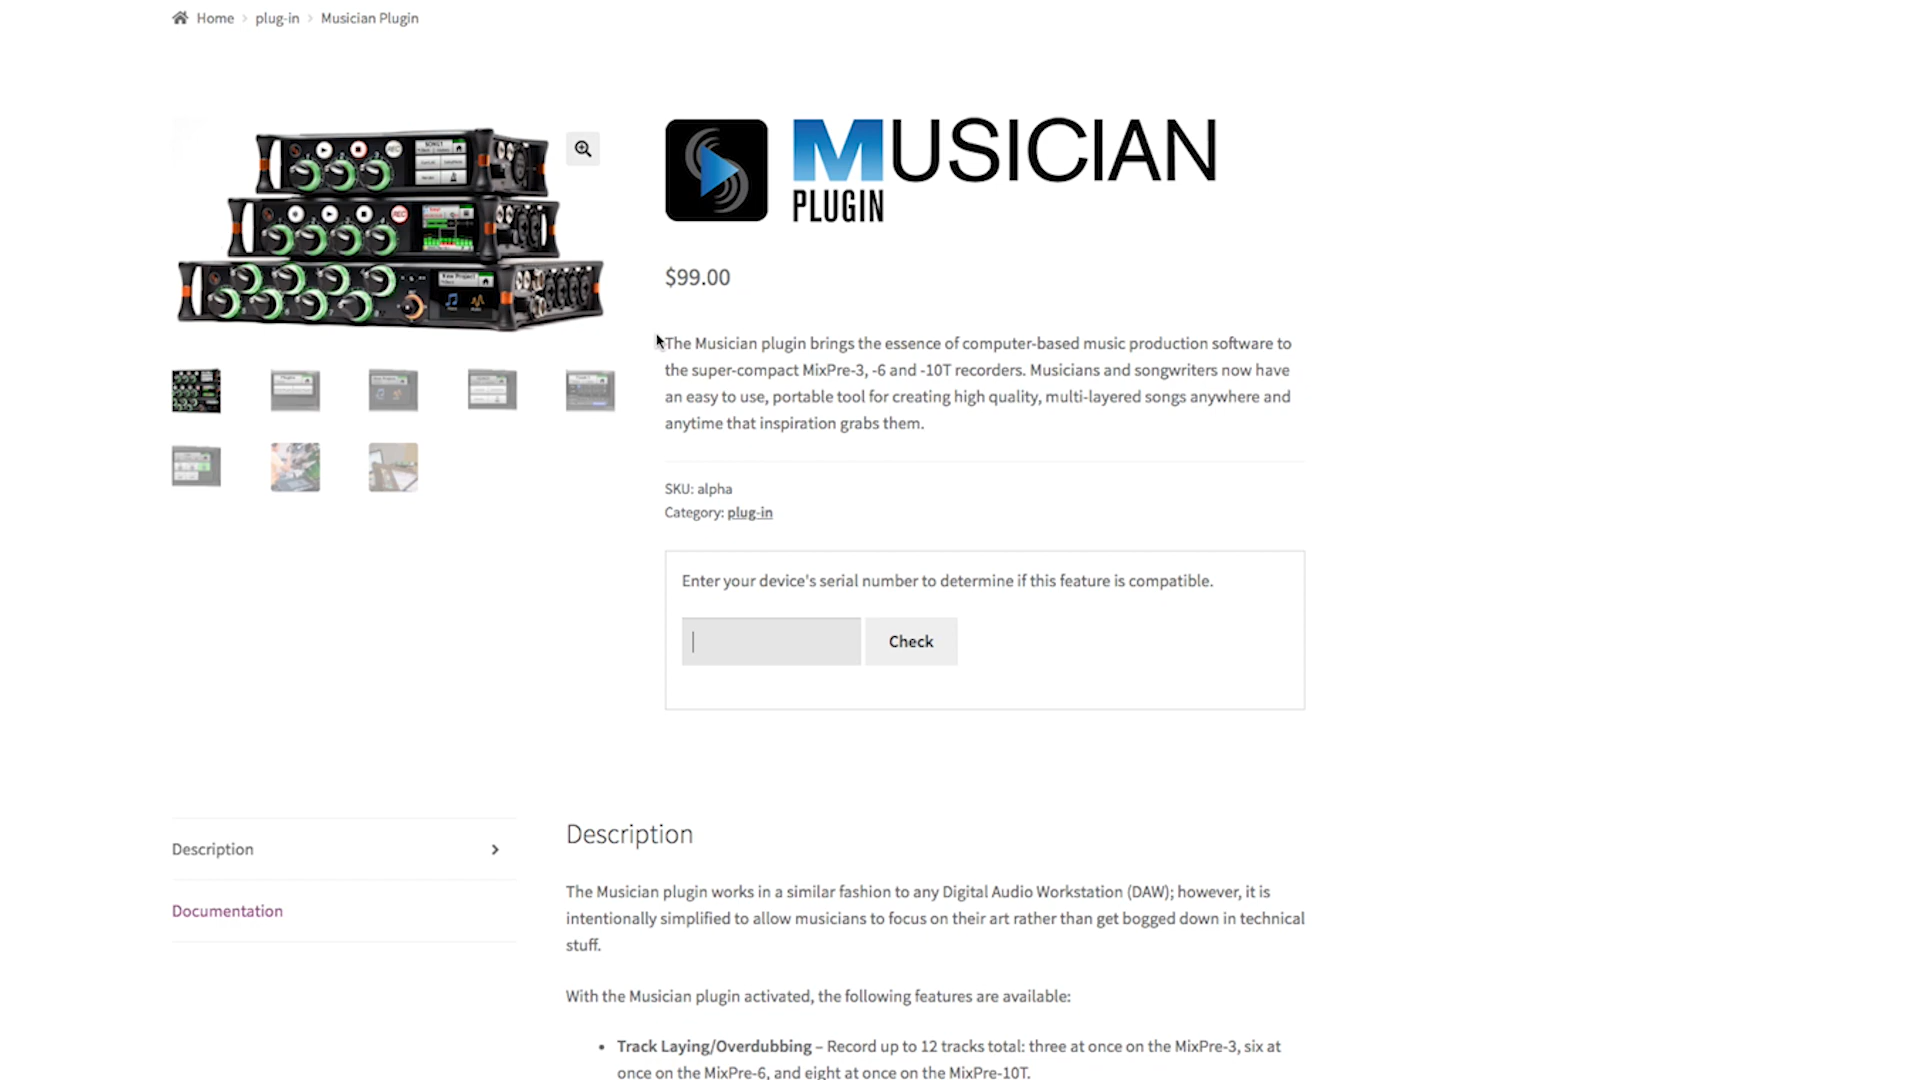 Home > plug-in > Musician Plugin
MUSICIAN
PLUGIN
$99.00
The Musician plugin brings the essence of computer-based music production software to
the super-compact MixPre-3, -6 and -10T recorders. Musicians and songwriters now have
an easy to use, portable tool for creating high quality, multi-layered songs anywhere and
anytime that inspiration grabs them.
SKU: alpha
Category: plug-in
Enter your device's serial number to determine if this feature is compatible.
Check
Description
Documentation
Description
The Musician plugin works in a similar fashion to any Digital Audio Workstation (DAW); however, it is
intentionally simplified to allow musicians to focus on their art rather than get bogged down in technical
stuff.
With the Musician plugin activated, the following features are available:
• Track Laying/Overdubbing – Record up to 12 tracks total: three at once on the MixPre-3, six at
once on the MixPre-6, and eight at once on the MixPre-10T.